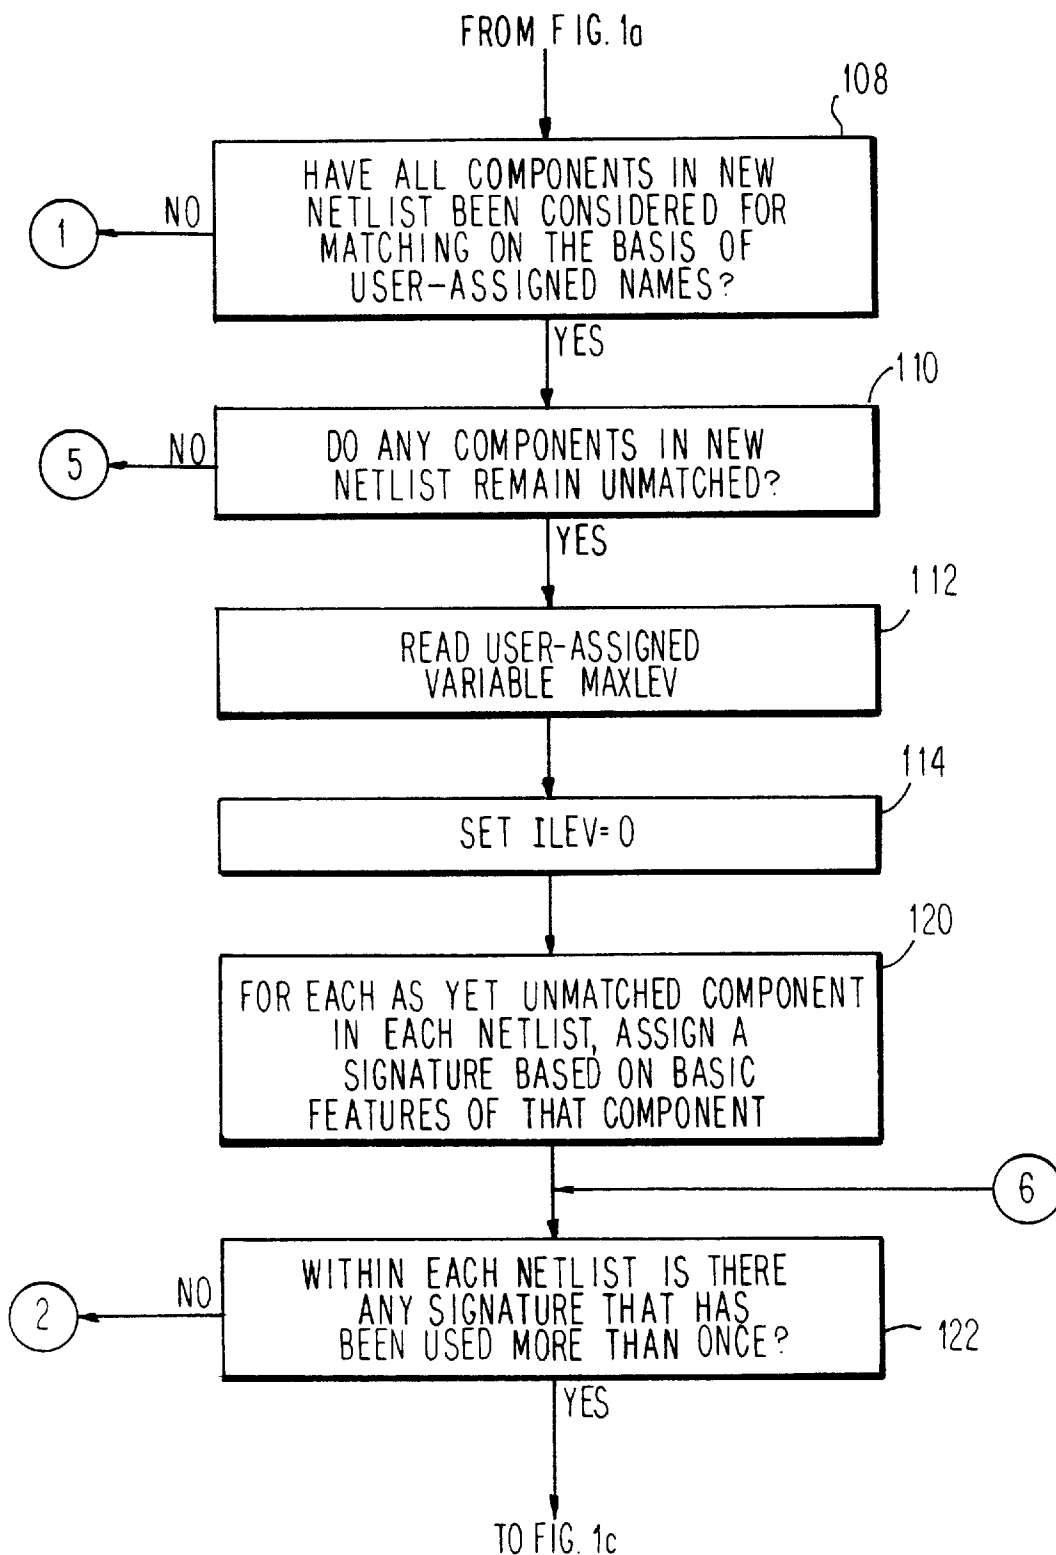 FROM FIG. 1a
108
HAVE ALL COMPONENTS IN NEW
NETLIST BEEN CONSIDERED FOR
MATCHING ON THE BASIS OF
USER-ASSIGNED NAMES?
NO
1
YES
110
DO ANY COMPONENTS IN NEW
NETLIST REMAIN UNMATCHED?
NO
5
YES
112
READ USER-ASSIGNED
VARIABLE MAXLEV
114
SET ILEV=0
120
FOR EACH AS YET UNMATCHED COMPONENT
IN EACH NETLIST, ASSIGN A
SIGNATURE BASED ON BASIC
FEATURES OF THAT COMPONENT
6
WITHIN EACH NETLIST IS THERE
ANY SIGNATURE THAT HAS
BEEN USED MORE THAN ONCE?
NO
2
122
YES
TO FIG. 1c